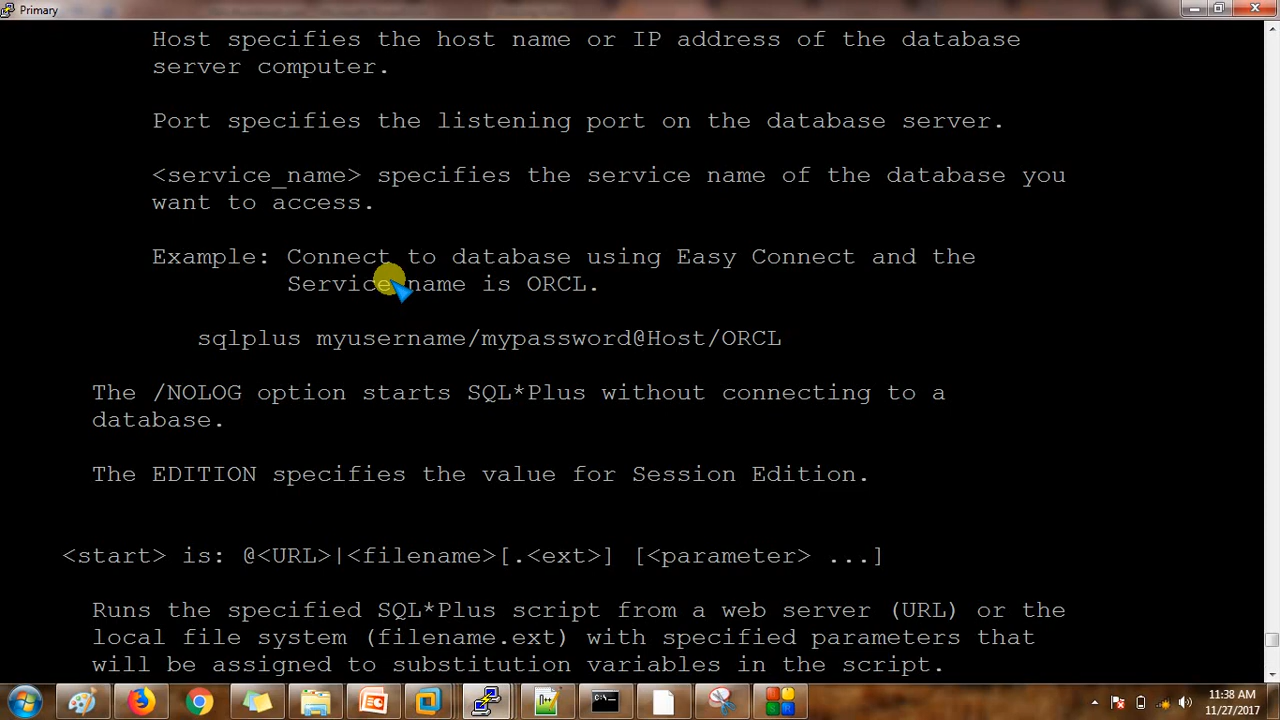 Primary
Host specifies the host name or IP address of the database
server computer.
Port specifies the listening port on the database server.
<service_name> specifies the service name of the database you
want to access.
Example: Connect to database using Easy Connect and the
Service name is ORCL.
sqlplus myusername/mypassword@Host/ORCL
The /NOLOG option starts SQL*Plus without connecting to a
database.
The EDITION specifies the value for Session Edition.
<start> is: @<URL>|<filename>[.<ext>] [<parameter> ...]
Runs the specified SQL*Plus script from a web server (URL) or the
local file system (filename.ext) with specified parameters that
will be assigned to substitution variables in the script.
11:38 AM
11/27/2017